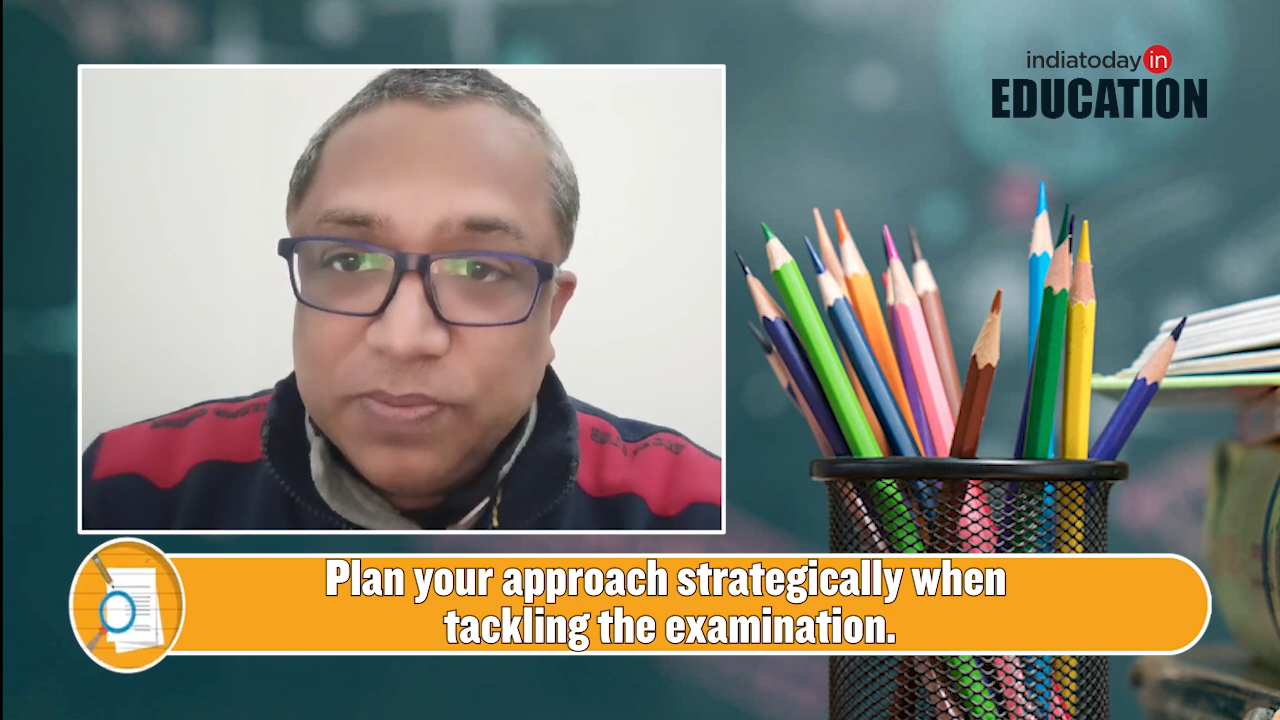 indiatoday in
EDUCATION
Plan your approach strategically when
tackling the examination.